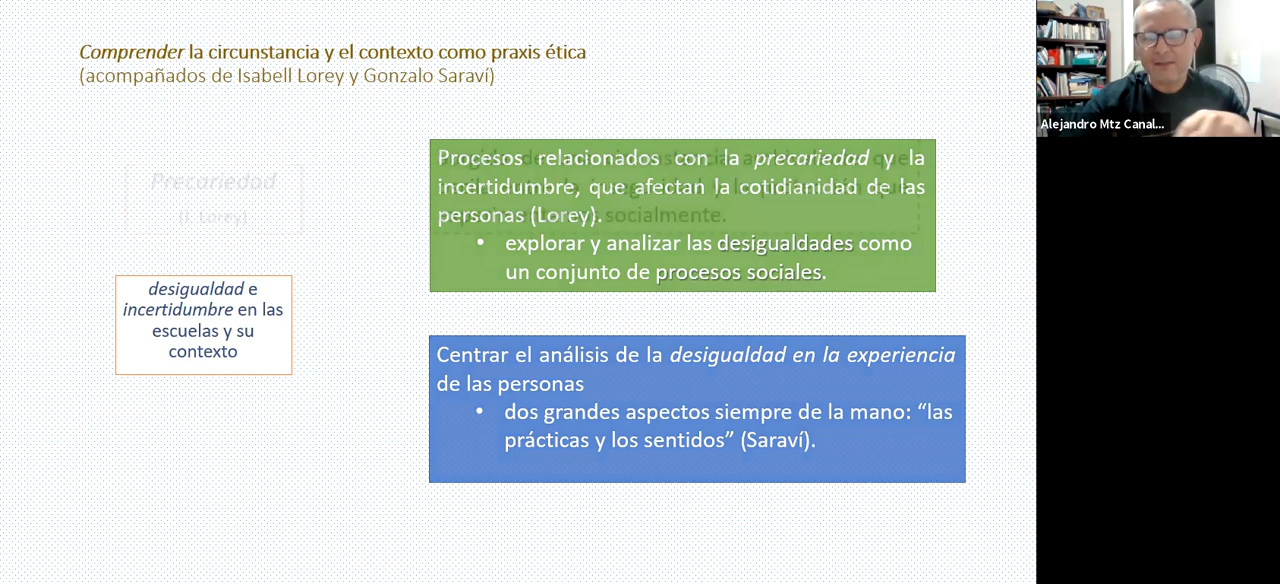 Comprender la circunstancia y el contexto como praxis ética
(acompañados de Isabell Lorey y Gonzalo Saraví)
Alejandro Mtz Canal...
Precariedad
(I. Lorey)
Procesos relacionados con la precariedad y la
incertidumbre, que afectan la cotidianidad de las
personas (Lorey).
socialmente.
• explorar y analizar las desigualdades como
un conjunto de procesos sociales.
desigualdad e
incertidumbre en las
escuelas y su
contexto
Centrar el análisis de la desigualdad en la experiencia
de las personas
• dos grandes aspectos siempre de la mano: “las
prácticas y los sentidos” (Saraví).